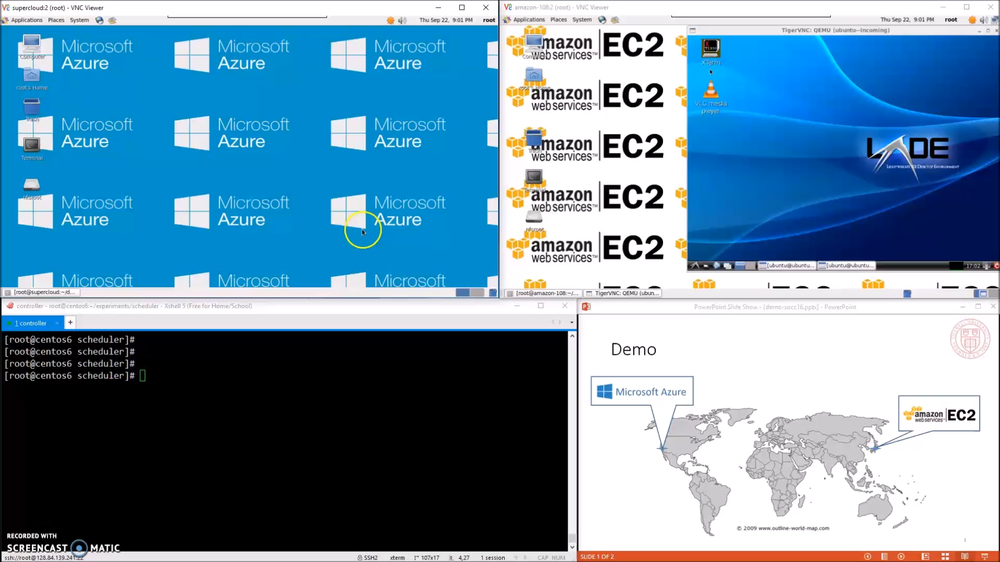 supercloud:2 (root) - VNC Viewer
Applications Places System
Thu Sep 22, 9:01 PM root
Computer
root's Home
Trash
Terminal
nfsroot
Microsoft Azure
Microsoft Azure
Microsoft Azure
Microsoft Azure
Microsoft Azure
Microsoft Azure
Microsoft Azure
Microsoft Azure
Microsoft Azure
Microsoft
Microsoft
Microsoft
[root@supercloud:~/d...
amazon-108:2 (root) - VNC Viewer
Applications Places System
Thu Sep 22, 9:01 PM root
amazon web services™ EC2
amazon web services™ EC2
amazon web services™ EC2
amazon web services™ EC2
amazon web services™ EC2
root's Home
Trash
Terminal
nfsroot
TigerVNC: QEMU (ubuntu--incoming)
XTERM
XTerm
VLC media
player
LXDE
Lightweight X11 Desktop Environment
[ubuntu@ubuntu...
[ubuntu@ubuntu...
17:02
[root@amazon-108:~/...
TigerVNC: QEMU (ubun...
controller - root@centos6:~/experiments/scheduler - Xshell 5 (Free for Home/School)
1 controller
+
[root@centos6 scheduler]#
[root@centos6 scheduler]#
[root@centos6 scheduler]#
[root@centos6 scheduler]#
RECORDED WITH
SCREENCAST MATIC
ssh://root@128.84.139.241:22
SSH2 xterm 107x17 4,27 1 session CAP NUM
PowerPoint Slide Show - [demo-socc16.pptx] - PowerPoint
Demo
Microsoft Azure
amazon web services™ EC2
© 2009 www.outline-world-map.com
1
SLIDE 1 OF 2